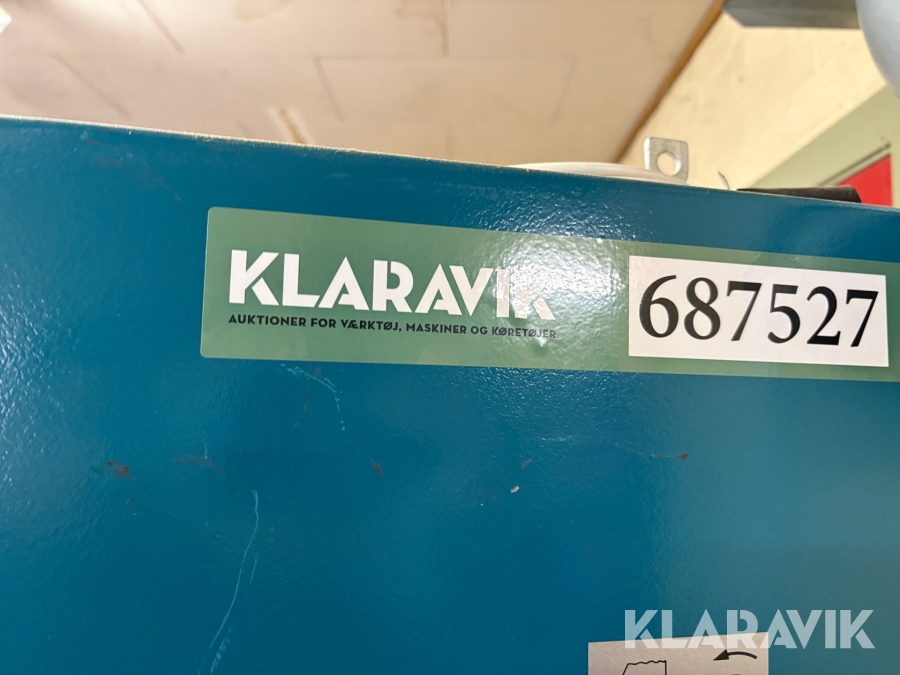 KLARAVIK
AUKTIONER FOR VÆRKTØJ, MASKINER OG KØRETØJER
687527
KLARAVIK